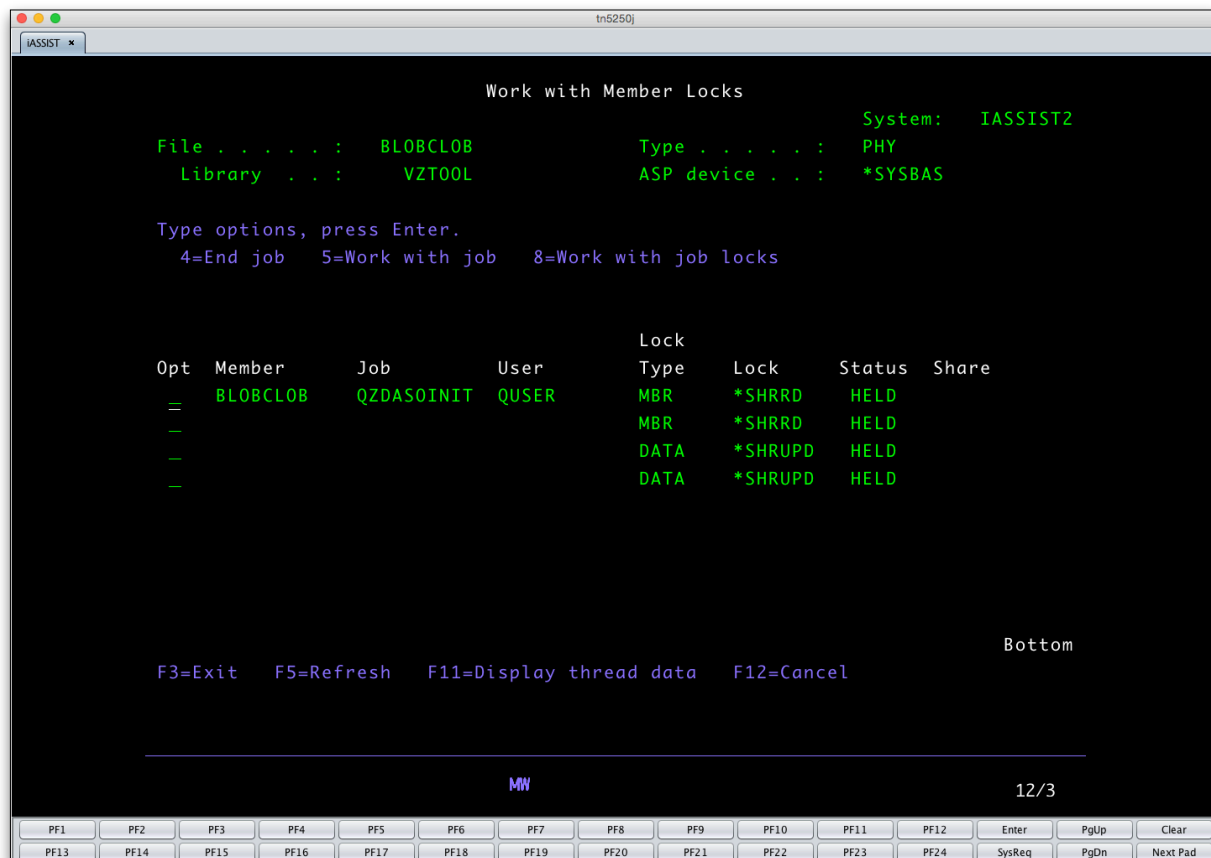 tn5250j
iASSIST ×
Work with Member Locks
System: IASSIST2
File . . . . . : BLOBCLOB Type . . . . . : PHY
Library . . : VZTOOL ASP device . . : *SYSBAS
Type options, press Enter.
4=End job 5=Work with job 8=Work with job locks
Lock
Opt Member Job User Type Lock Status Share
_ BLOBCLOB QZDASOINIT QUSER MBR *SHRRD HELD
_ MBR *SHRRD HELD
_ DATA *SHRUPD HELD
_ DATA *SHRUPD HELD
Bottom
F3=Exit F5=Refresh F11=Display thread data F12=Cancel
MW 12/3
PF1 PF2 PF3 PF4 PF5 PF6 PF7 PF8 PF9 PF10 PF11 PF12 Enter PgUp Clear
PF13 PF14 PF15 PF16 PF17 PF18 PF19 PF20 PF21 PF22 PF23 PF24 SysReq PgDn Next Pad